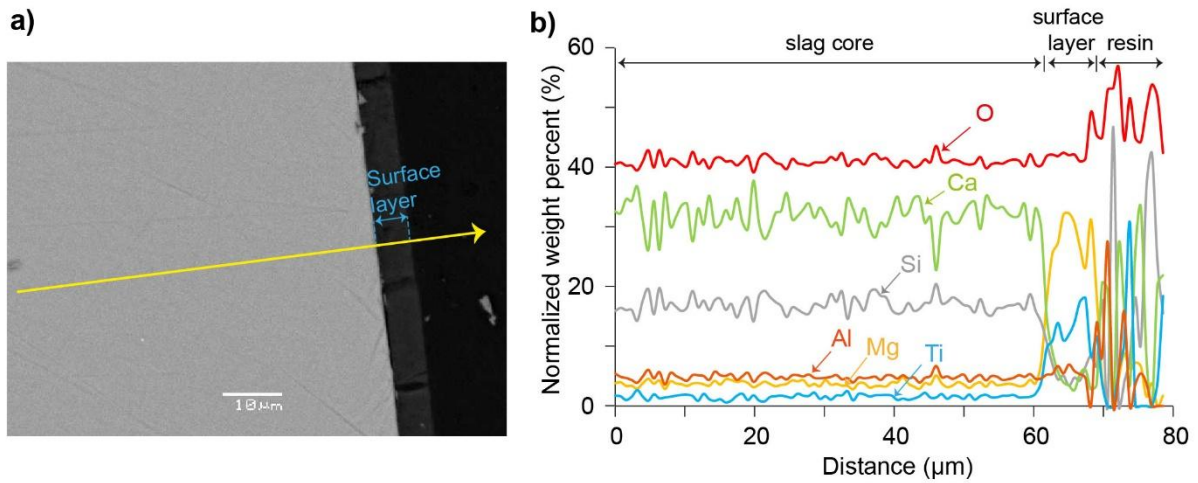 a)
Surface
layer
10μm
b)
surface
slag core
layer
resin
Normalized weight percent (%)
60
40
20
0
O
Ca
Si
Al
Mg
Ti
0
20
40
60
80
Distance (μm)